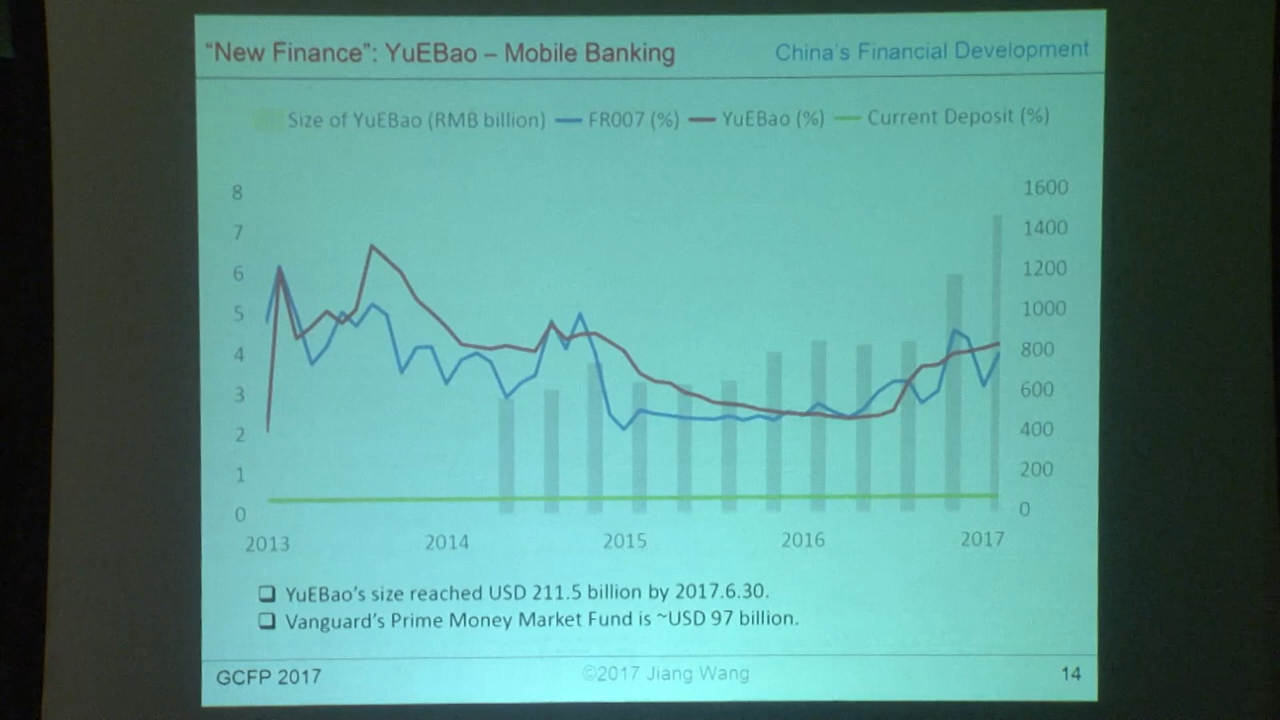 “New Finance”: YuEBao – Mobile Banking
China's Financial Development
Size of YuEBao (RMB billion) FR007 (%) YuEBao (%) Current Deposit (%)
8 1600
7 1400
6 1200
5 1000
4 800
3 600
2 400
1 200
0 0
2013 2014 2015 2016 2017
❑ YuEBao's size reached USD 211.5 billion by 2017.6.30.
❑ Vanguard's Prime Money Market Fund is ~USD 97 billion.
GCFP 2017 ©2017 Jiang Wang 14